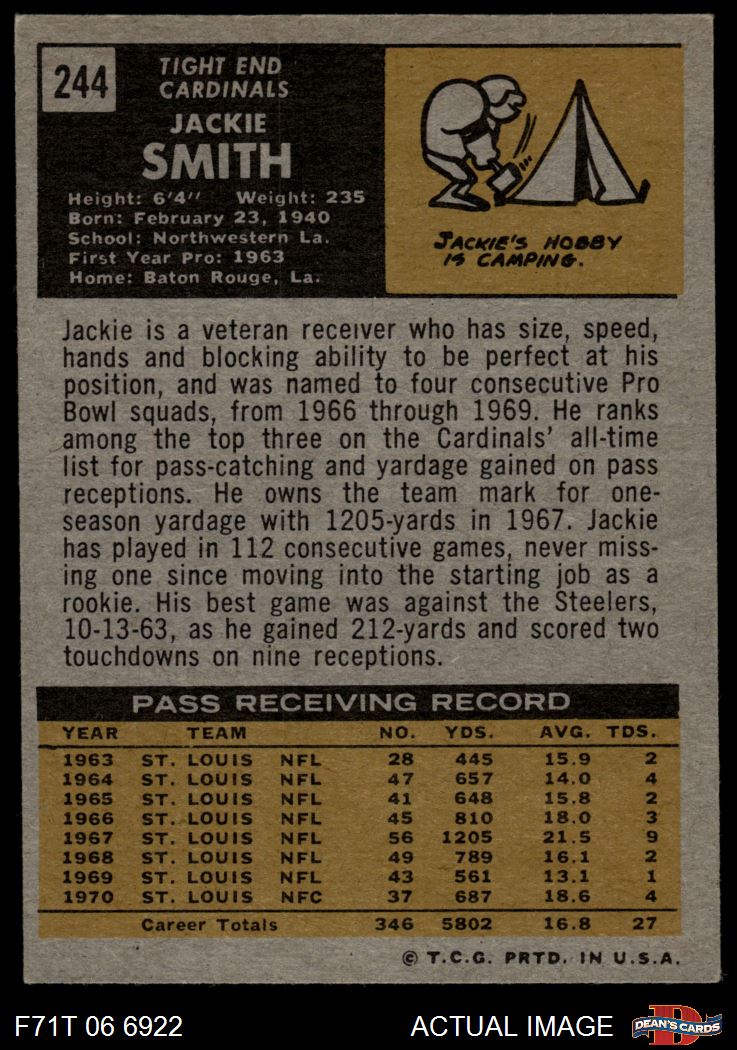 244
TIGHT END
CARDINALS
JACKIE
SMITH
Height: 6'4" Weight: 235
Born: February 23, 1940
School: Northwestern La.
First Year Pro: 1963
Home: Baton Rouge, La.
JACKIE'S HOBBY
IS CAMPING.
Jackie is a veteran receiver who has size, speed,
hands and blocking ability to be perfect at his
position, and was named to four consecutive Pro
Bowl squads, from 1966 through 1969. He ranks
among the top three on the Cardinals' all-time
list for pass-catching and yardage gained on pass
receptions. He owns the team mark for one-
season yardage with 1205-yards in 1967. Jackie
has played in 112 consecutive games, never miss-
ing one since moving into the starting job as a
rookie. His best game was against the Steelers,
10-13-63, as he gained 212-yards and scored two
touchdowns on nine receptions.
PASS RECEIVING RECORD
YEAR TEAM NO. YDS. AVG. TDS.
1963 ST. LOUIS NFL 28 445 15.9 2
1964 ST. LOUIS NFL 47 657 14.0 4
1965 ST. LOUIS NFL 41 648 15.8 2
1966 ST. LOUIS NFL 45 810 18.0 3
1967 ST. LOUIS NFL 56 1205 21.5 9
1968 ST. LOUIS NFL 49 789 16.1 2
1969 ST. LOUIS NFL 43 561 13.1 1
1970 ST. LOUIS NFC 37 687 18.6 4
Career Totals 346 5802 16.8 27
© T.C.G. PRTD. IN U.S.A.
F71T 06 6922 ACTUAL IMAGE D DEAN'S CARDS